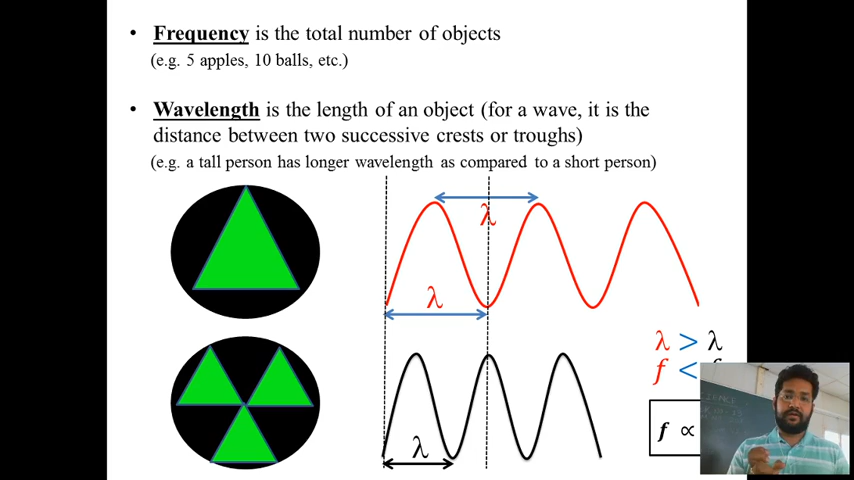 • Frequency is the total number of objects
(e.g. 5 apples, 10 balls, etc.)
• Wavelength is the length of an object (for a wave, it is the
distance between two successive crests or troughs)
(e.g. a tall person has longer wavelength as compared to a short person)
λ
λ
λ > λ
f <
f ∝
λ